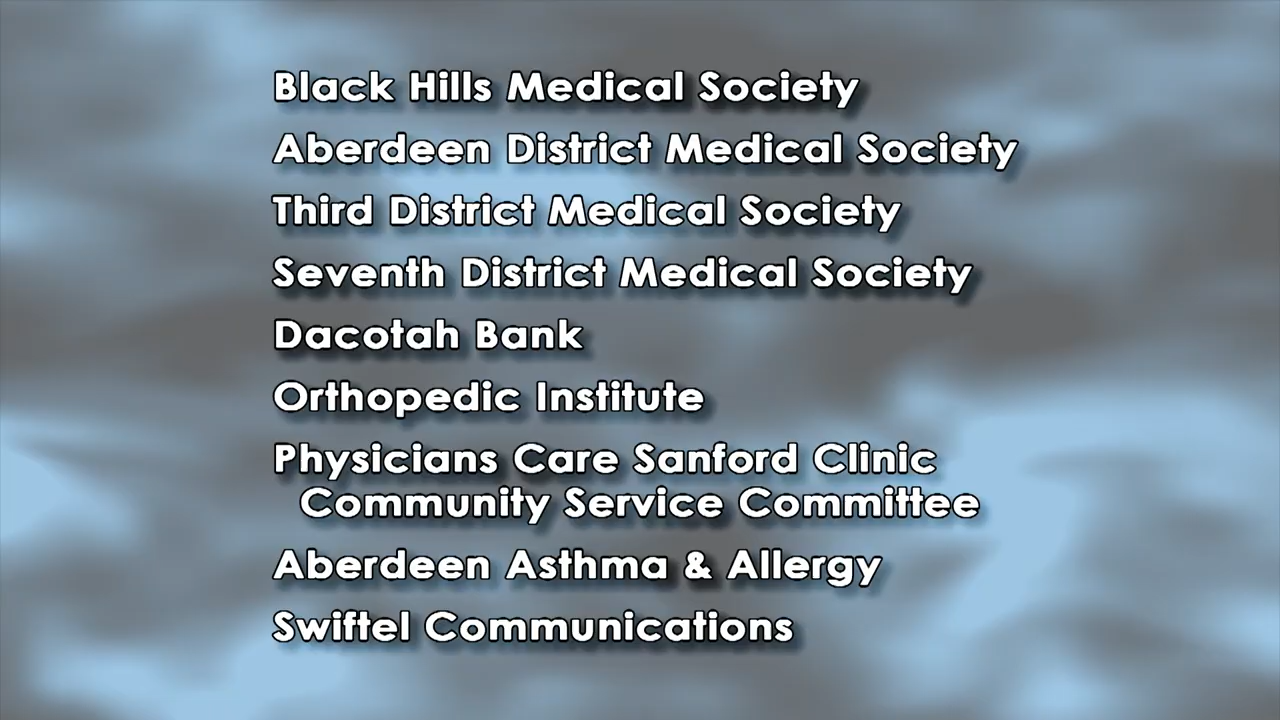 Black Hills Medical Society
Aberdeen District Medical Society
Third District Medical Society
Seventh District Medical Society
Dacotah Bank
Orthopedic Institute
Physicians Care Sanford Clinic
Community Service Committee
Aberdeen Asthma & Allergy
Swiftel Communications